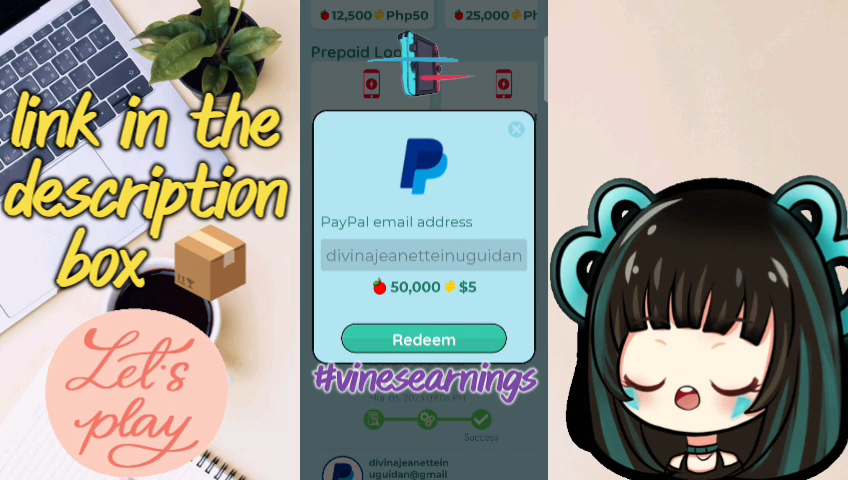 link in the
description
box
Let's
play
12,500 Php50
25,000 Ph
Prepaid Loa
PayPal email address
divinajeanetteinuguidan
50,000 $5
Redeem
#vinesearnings
Success
divinajeanettein
uguidan@gmail